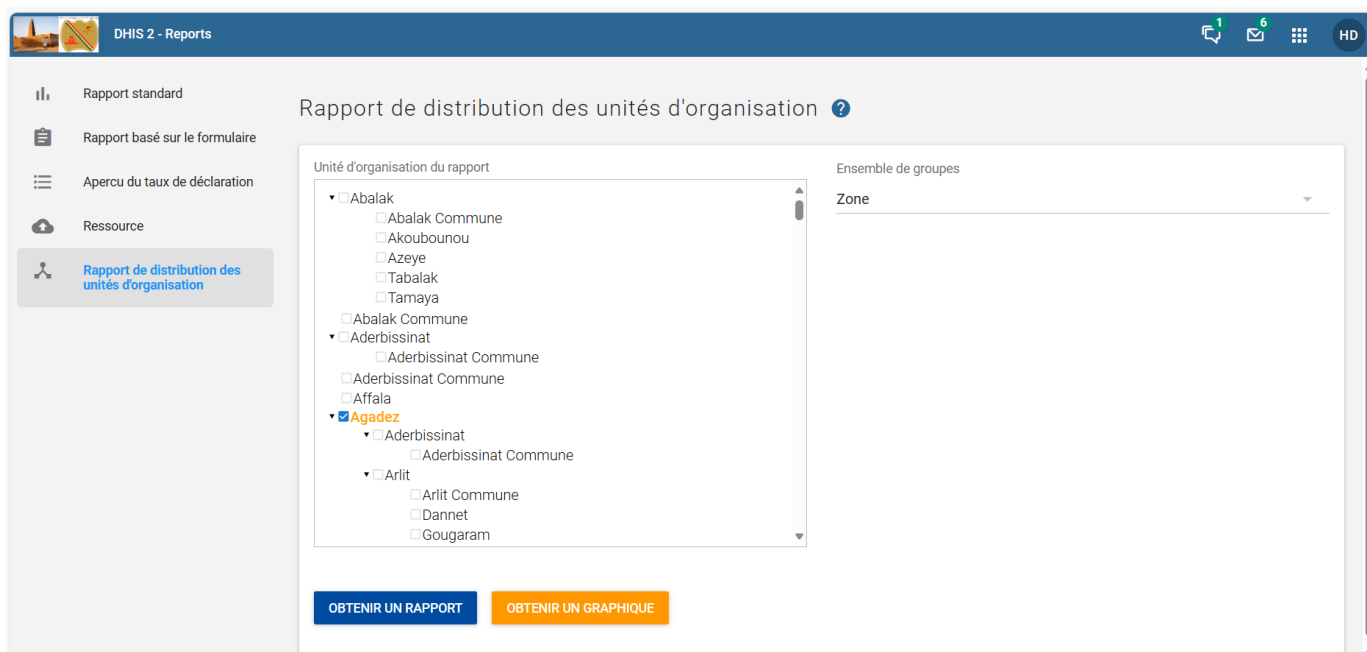 DHIS 2 - Reports
1
6
HD
Rapport standard
Rapport basé sur le formulaire
Apercu du taux de déclaration
Ressource
Rapport de distribution des
unités d'organisation
Rapport de distribution des unités d'organisation
?
Unité d'organisation du rapport
Abalak
Abalak Commune
Akoubounou
Azeye
Tabalak
Tamaya
Abalak Commune
Aderbissinat
Aderbissinat Commune
Aderbissinat Commune
Affala
Agadez
Aderbissinat
Aderbissinat Commune
Arlit
Arlit Commune
Dannet
Gougaram
Ensemble de groupes
Zone
OBTENIR UN RAPPORT
OBTENIR UN GRAPHIQUE